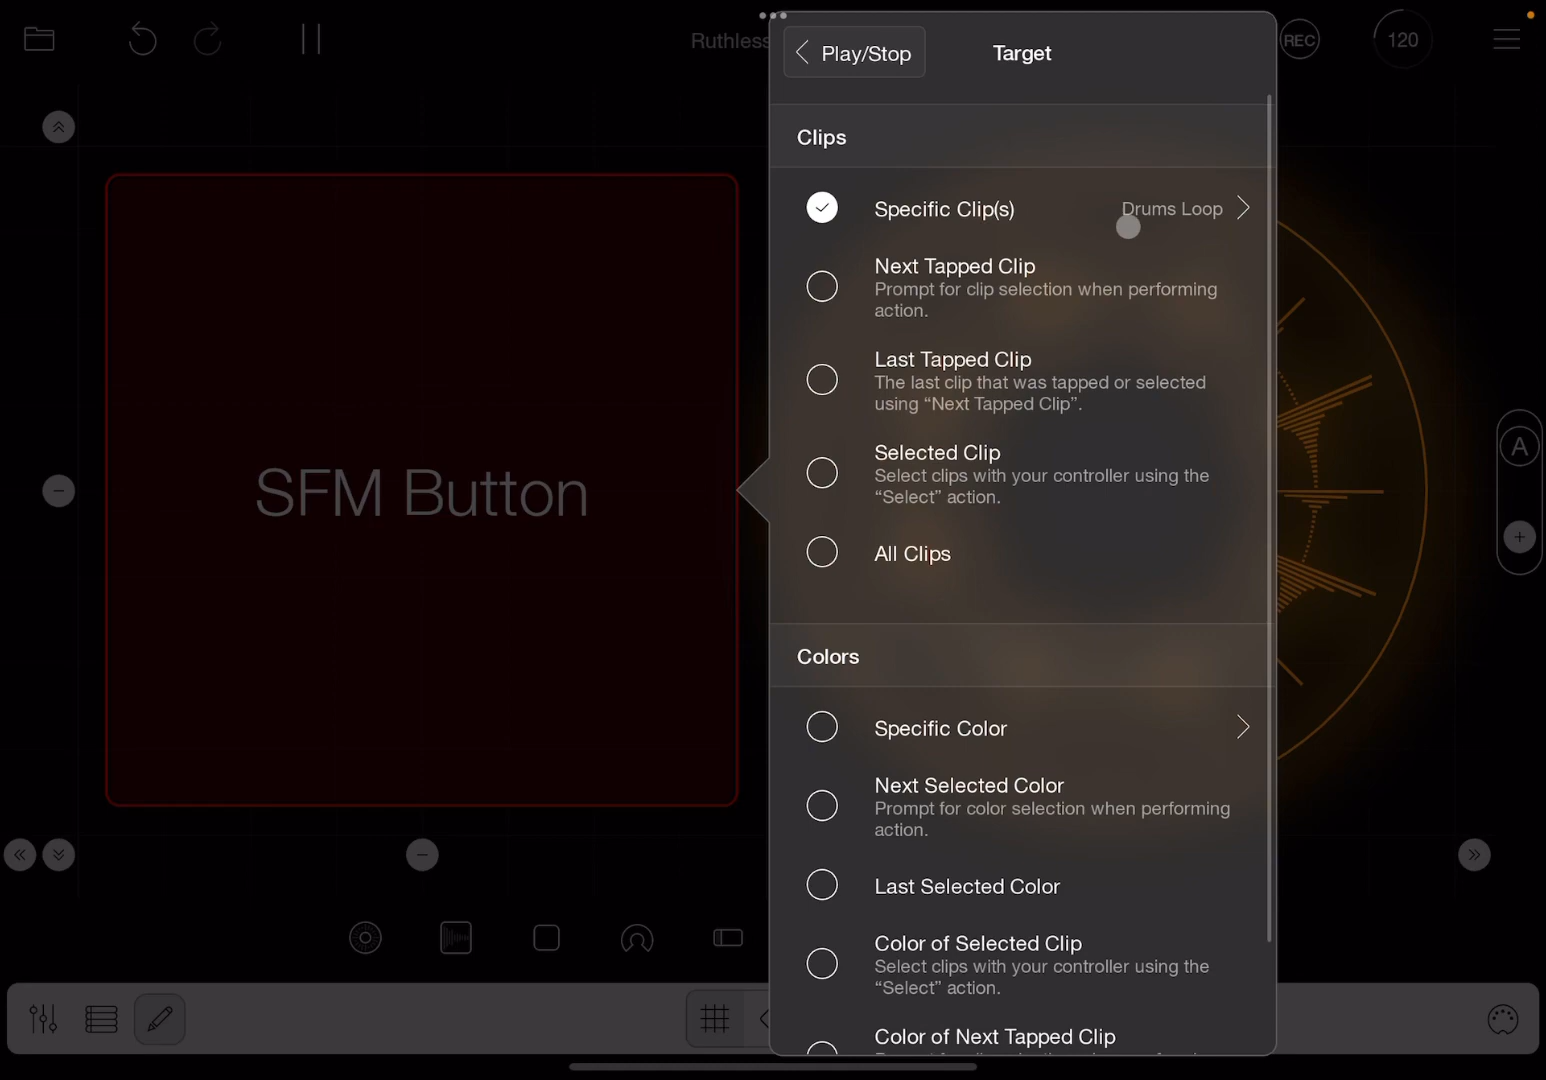 Ruthless
REC
120
Play/Stop
Target
Clips
Specific Clip(s)
Drums Loop
Next Tapped Clip
Prompt for clip selection when performing
action.
Last Tapped Clip
The last clip that was tapped or selected
using “Next Tapped Clip”.
Selected Clip
Select clips with your controller using the
“Select” action.
All Clips
SFM Button
A
Colors
Specific Color
Next Selected Color
Prompt for color selection when performing
action.
Last Selected Color
Color of Selected Clip
Select clips with your controller using the
“Select” action.
Color of Next Tapped Clip